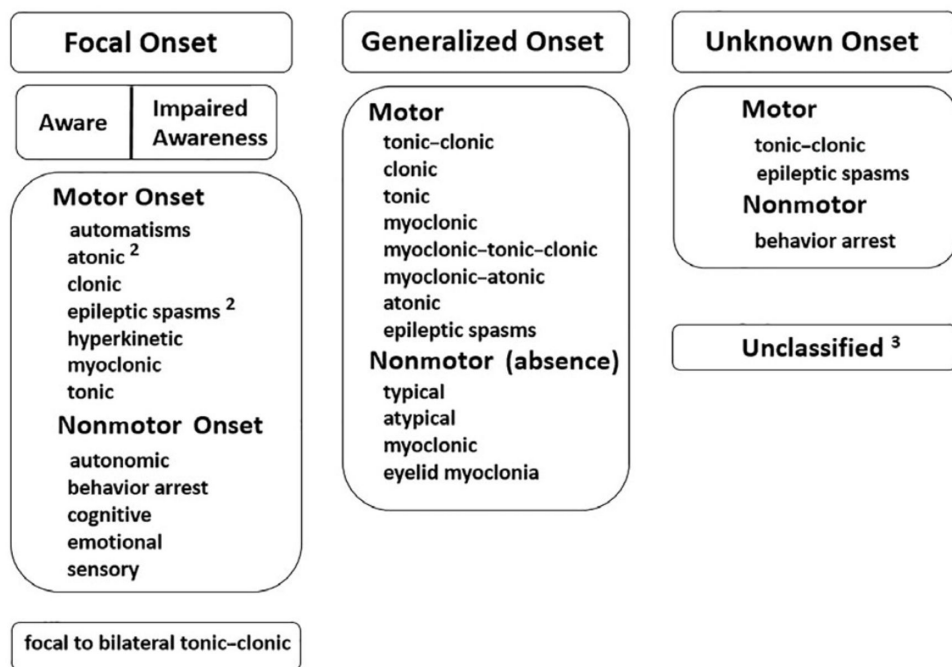 Focal Onset
Aware
Impaired
Awareness
Motor Onset
automatisms
atonic ²
clonic
epileptic spasms ²
hyperkinetic
myoclonic
tonic
Nonmotor Onset
autonomic
behavior arrest
cognitive
emotional
sensory
focal to bilateral tonic–clonic
Generalized Onset
Motor
tonic–clonic
clonic
tonic
myoclonic
myoclonic–tonic–clonic
myoclonic–atonic
atonic
epileptic spasms
Nonmotor (absence)
typical
atypical
myoclonic
eyelid myoclonia
Unknown Onset
Motor
tonic–clonic
epileptic spasms
Nonmotor
behavior arrest
Unclassified ³